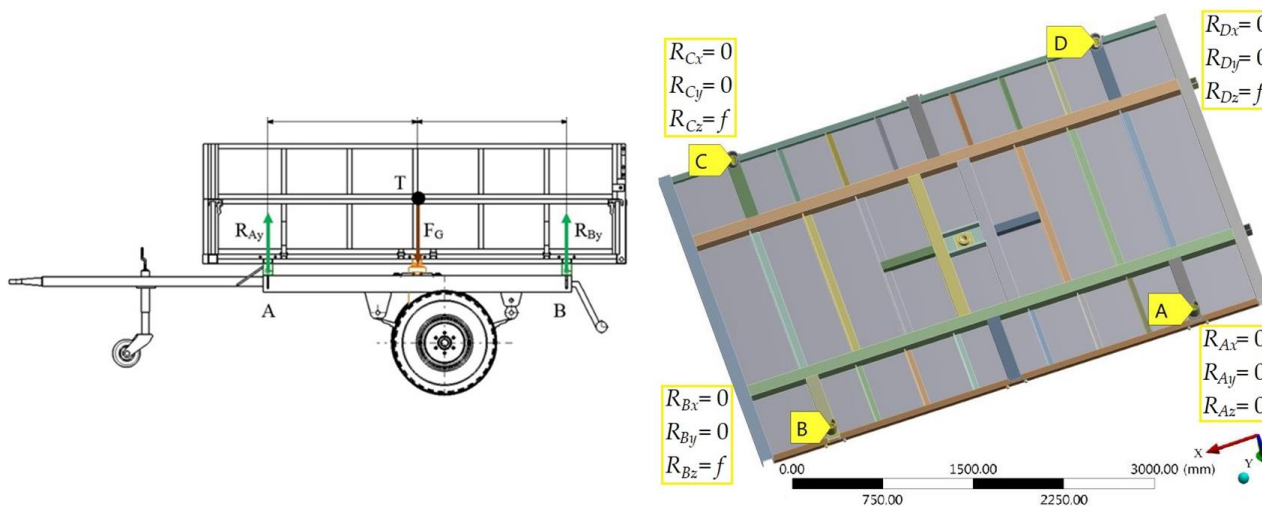 T
R_Ay
F_G
R_By
A
B
R_Cx = 0
R_Cy = 0
R_Cz = f
D
R_Dx = 0
R_Dy = 0
R_Dz = f
C
A
R_Ax = 0
R_Ay = 0
R_Az = 0
R_Bx = 0
R_By = 0
R_Bz = f
B
0.00 1500.00 3000.00 (mm)
750.00 2250.00
X
Y